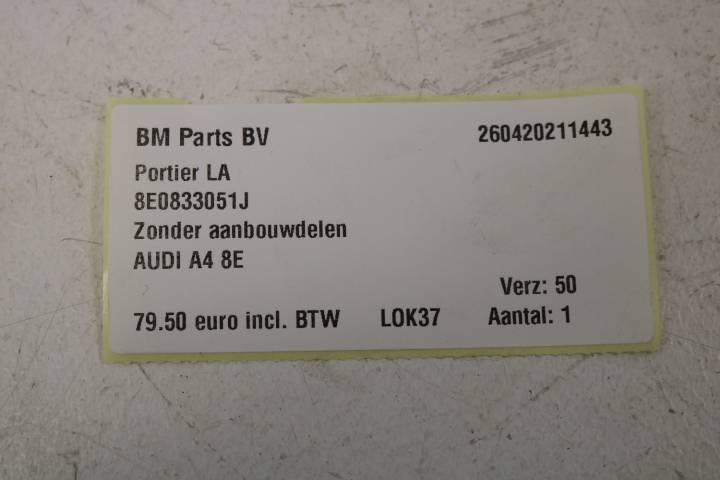 BM Parts BV 260420211443
Portier LA
8E0833051J
Zonder aanbouwdelen
AUDI A4 8E
Verz: 50
79.50 euro incl. BTW LOK37 Aantal: 1